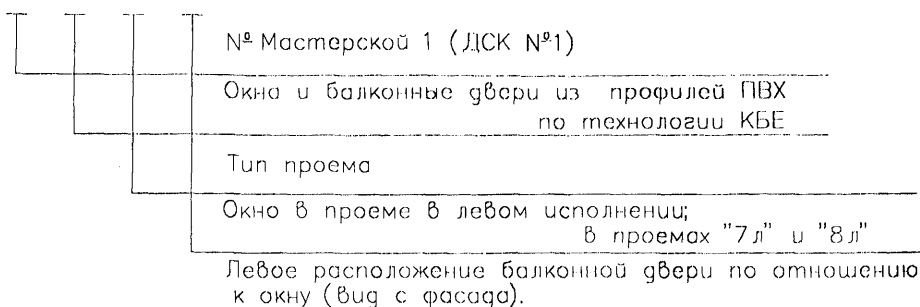 № Мастерской 1 (ДСК №1)
Окна и балконные двери из профилей ПВХ
по технологии КБЕ
Тип проема
Окно в проеме в левом исполнении;
в проемах "7л" и "8л"
Левое расположение балконной двери по отношению
к окну (вид с фасада).